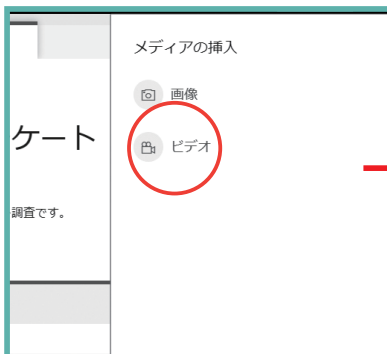 メディアの挿入
画像
ビデオ
ケート
調査です。